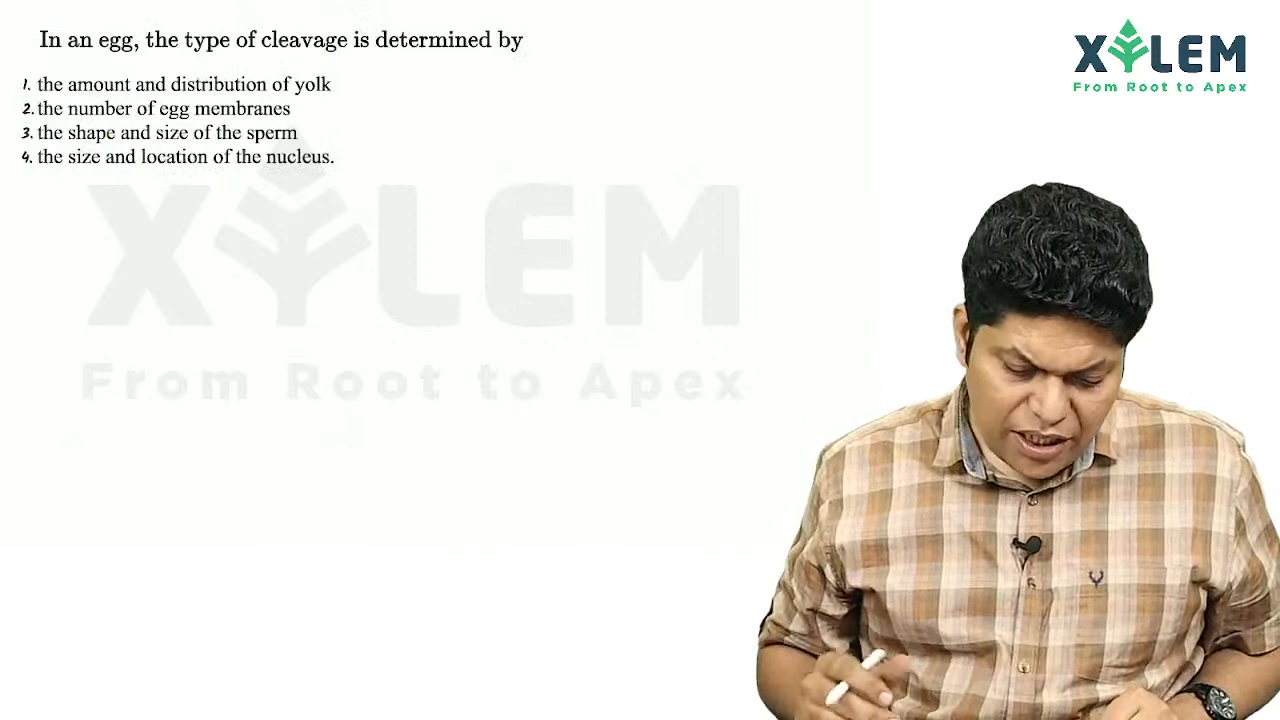 In an egg, the type of cleavage is determined by
1. the amount and distribution of yolk
2. the number of egg membranes
3. the shape and size of the sperm
4. the size and location of the nucleus.
XYLEM
From Root to Apex
XYLEM
From Root to Apex